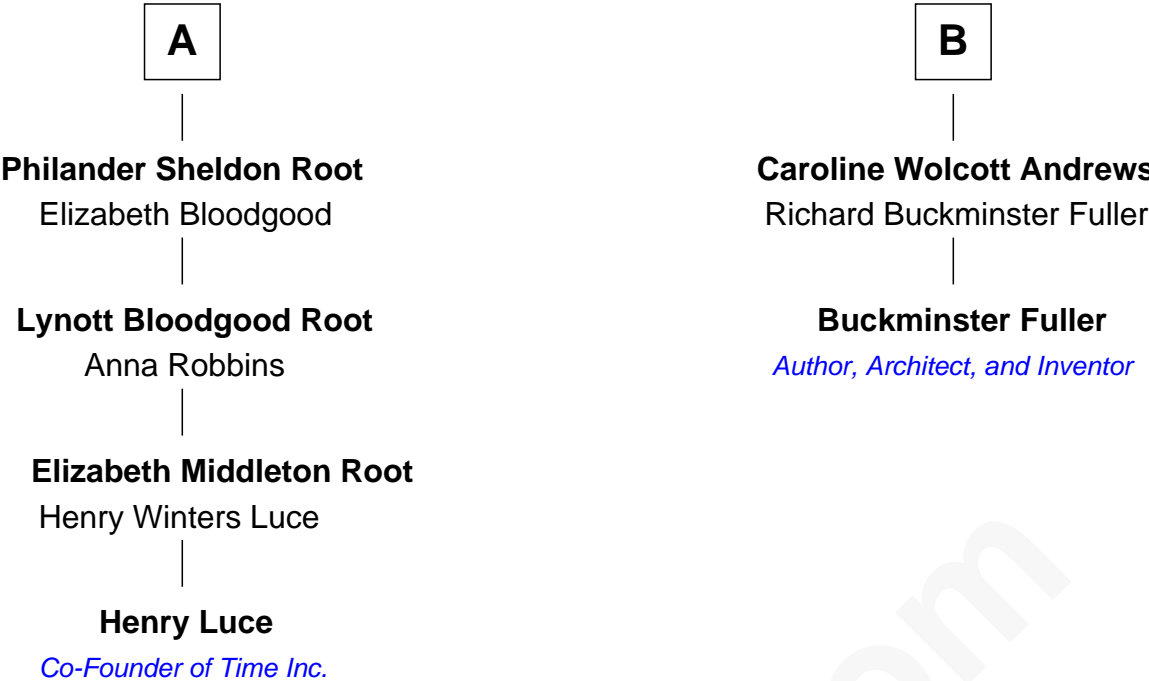 A
Philander Sheldon Root
Elizabeth Bloodgood
Lynott Bloodgood Root
Anna Robbins
Elizabeth Middleton Root
Henry Winters Luce
Henry Luce
Co-Founder of Time Inc.
B
Caroline Wolcott Andrews
Richard Buckminster Fuller
Buckminster Fuller
Author, Architect, and Inventor
om